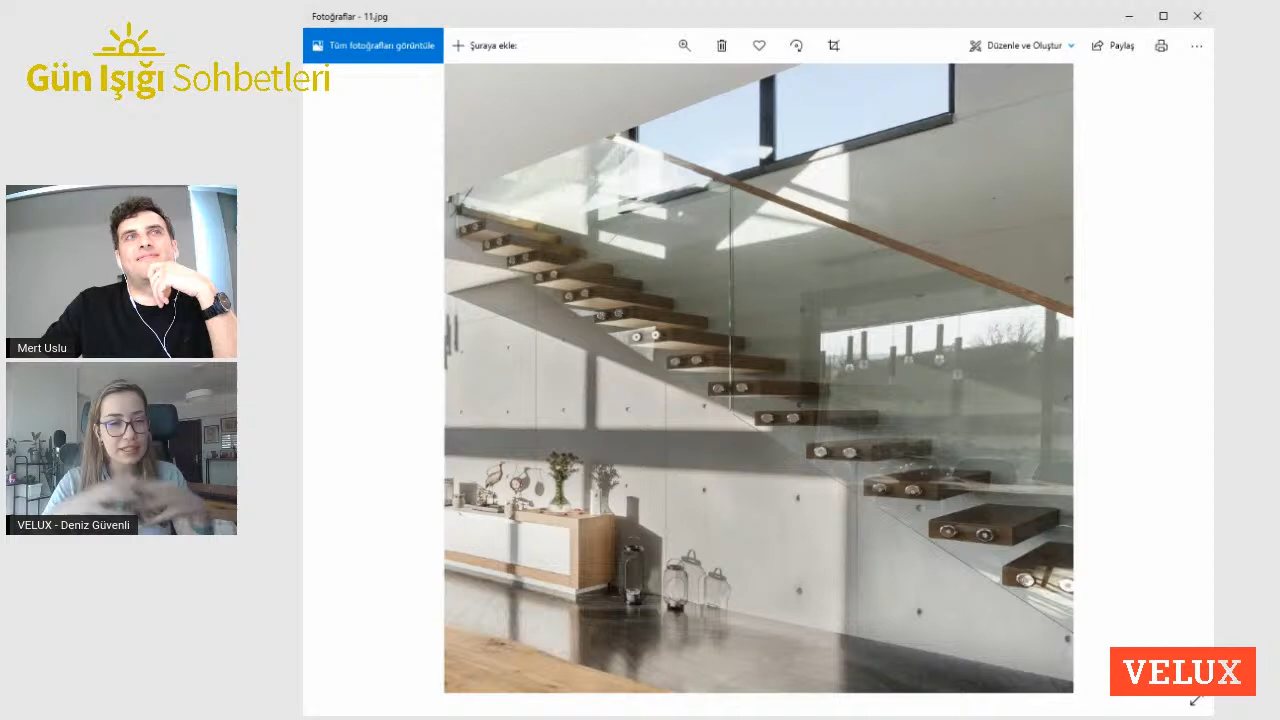 Fotoğraflar - 11.jpg
Tüm fotoğrafları görüntüle
Şuraya ekle:
Düzenle ve Oluştur
Paylaş
Gün Işığı Sohbetleri
Mert Uslu
VELUX - Deniz Güvenli
VELUX